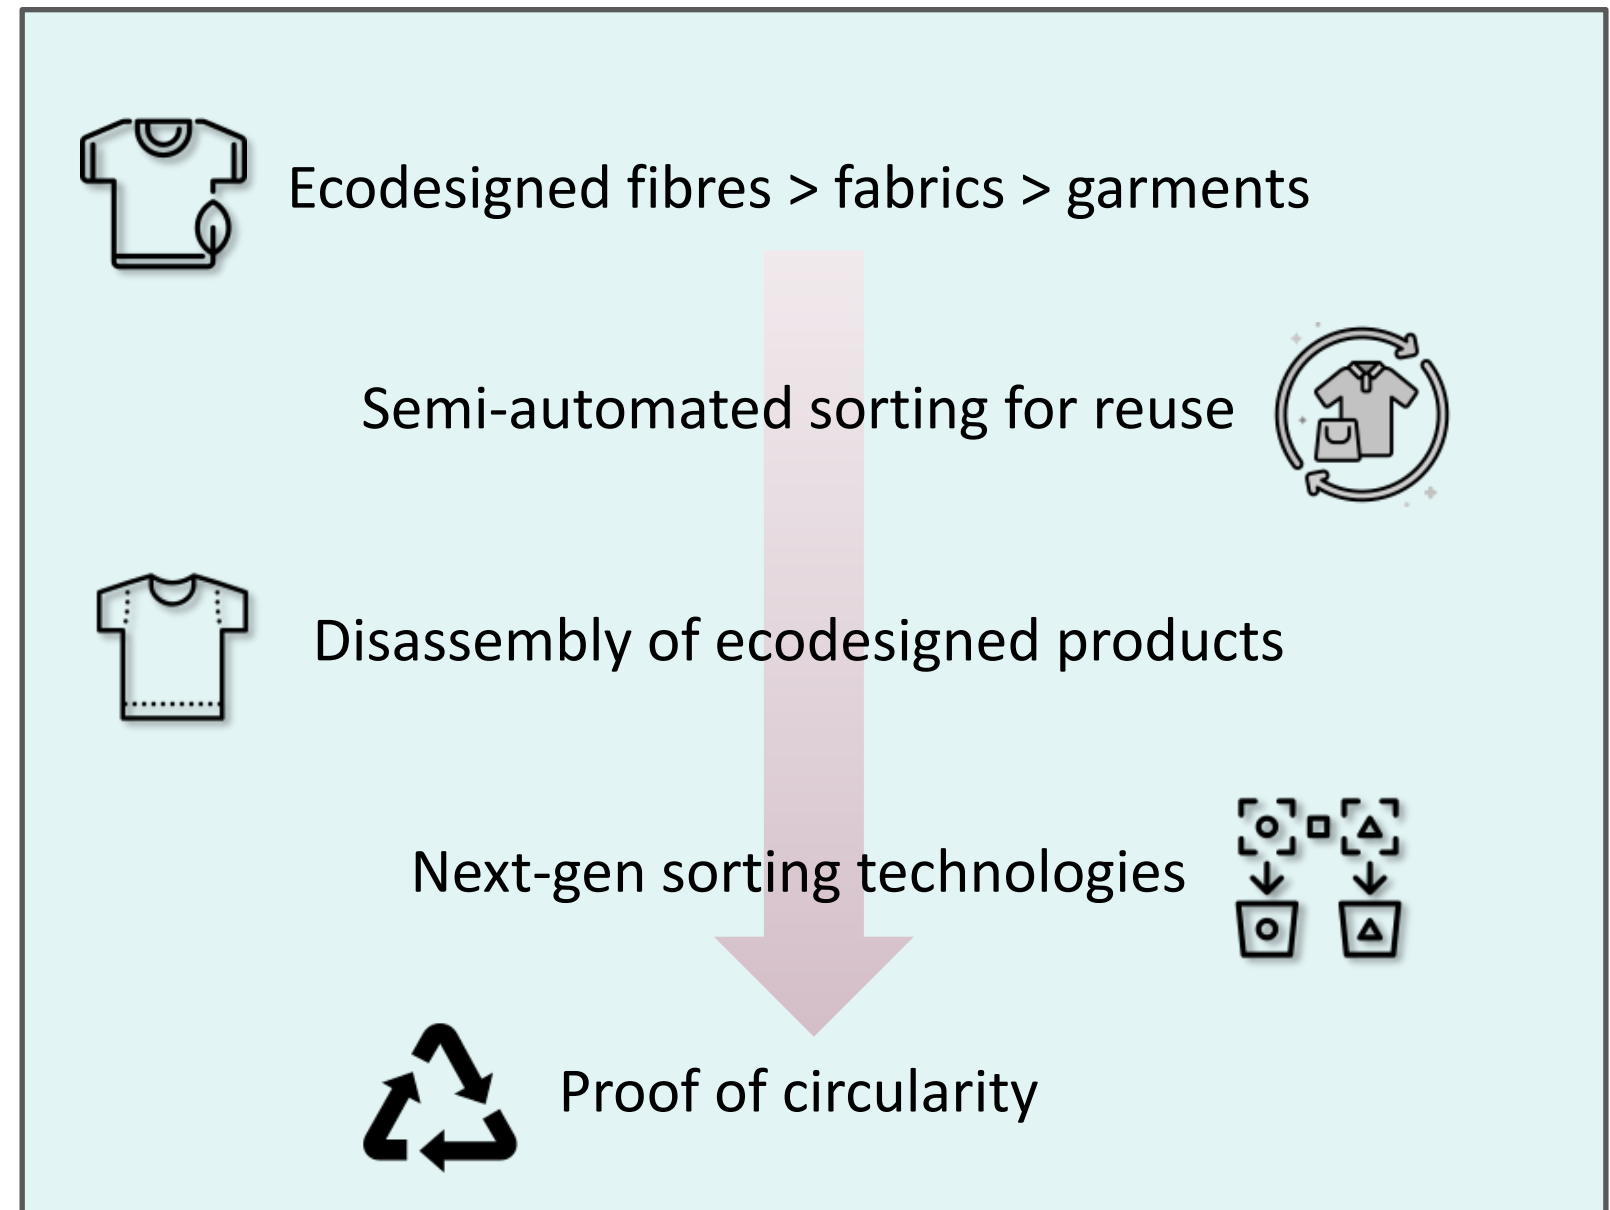 Ecodesigned fibres > fabrics > garments
Semi-automated sorting for reuse
Disassembly of ecodesigned products
Next-gen sorting technologies
Proof of circularity